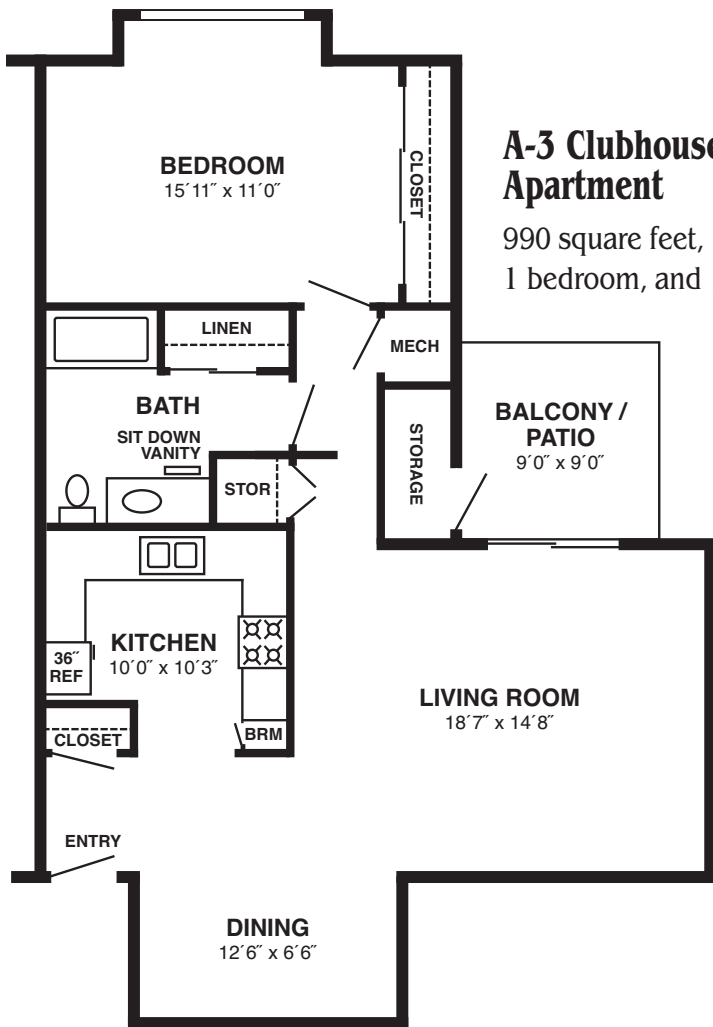 BEDROOM
15´11˝ x 11´0˝
CLOSET
A-3 Clubhouse
Apartment
990 square feet,
1 bedroom, and
LINEN
MECH
BATH
SIT DOWN
VANITY
STOR
STORAGE
BALCONY /
PATIO
9´0˝ x 9´0˝
KITCHEN
10´0˝ x 10´3˝
36˝
REF
BRM
CLOSET
LIVING ROOM
18´7˝ x 14´8˝
ENTRY
DINING
12´6˝ x 6´6˝